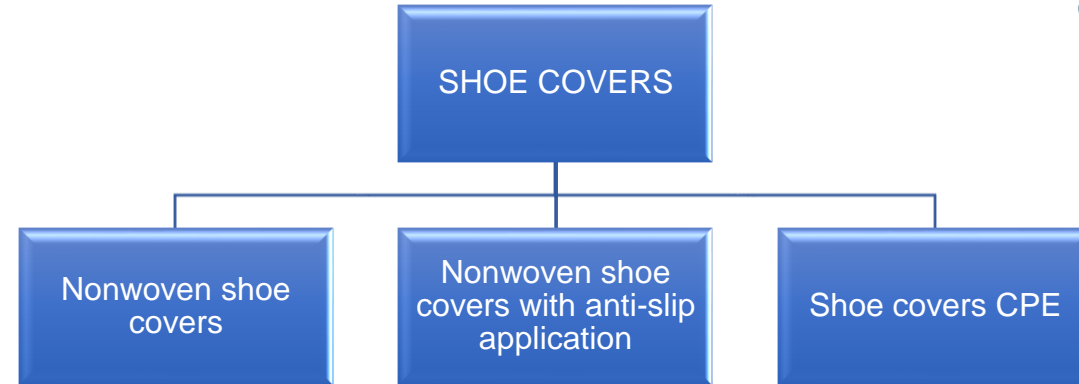 SHOE COVERS
Nonwoven shoe
covers
Nonwoven shoe
covers with anti-slip
application
Shoe covers CPE